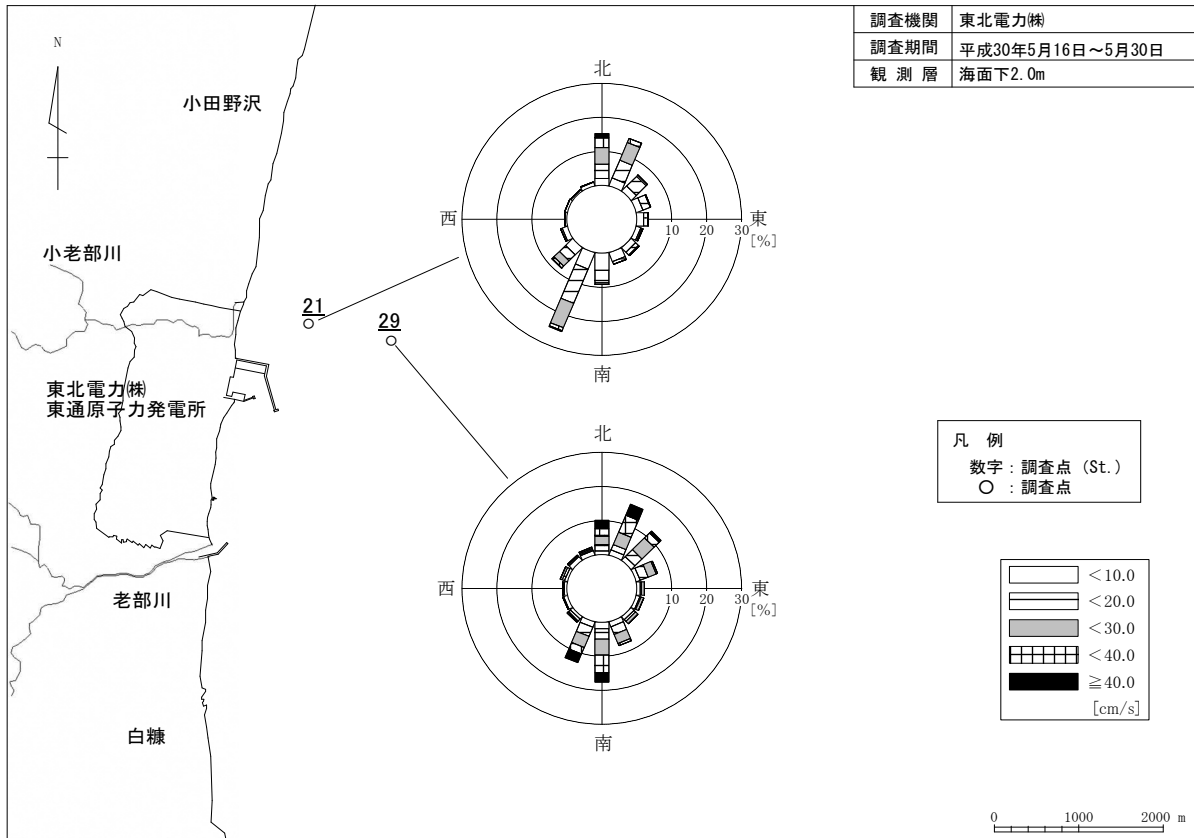 調査機関 東北電力㈱
調査期間 平成30年5月16日～5月30日
観 測 層 海面下2.0m
N
小田野沢
北
西
東
10 20 30
[%]
南
小老部川
21
29
東北電力㈱
東通原子力発電所
北
西
東
10 20 30
[%]
南
老部川
白糠
凡 例
数字：調査点 (St.)
○ ：調査点
＜10.0
＜20.0
＜30.0
＜40.0
≧40.0
[cm/s]
0 1000 2000 m